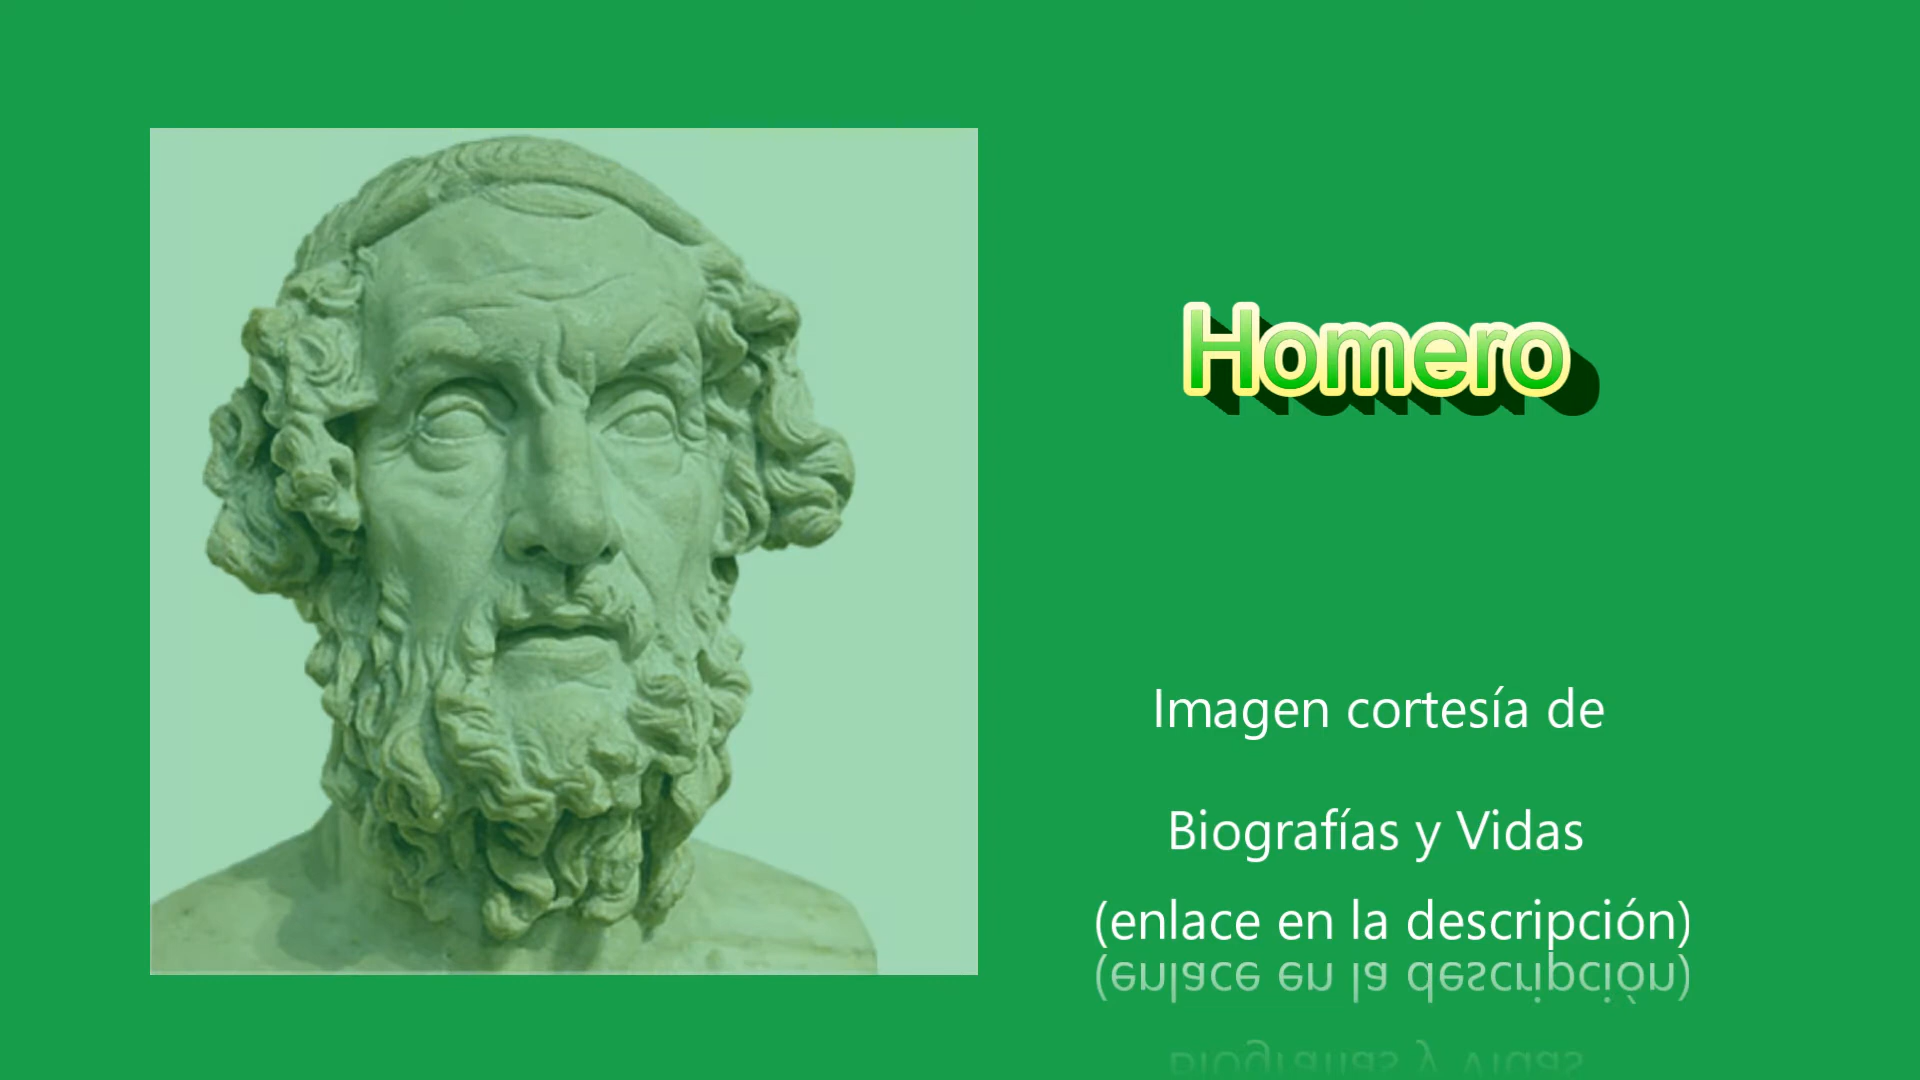 Homero
Imagen cortesía de
Biografías y Vidas
(enlace en la descripción)